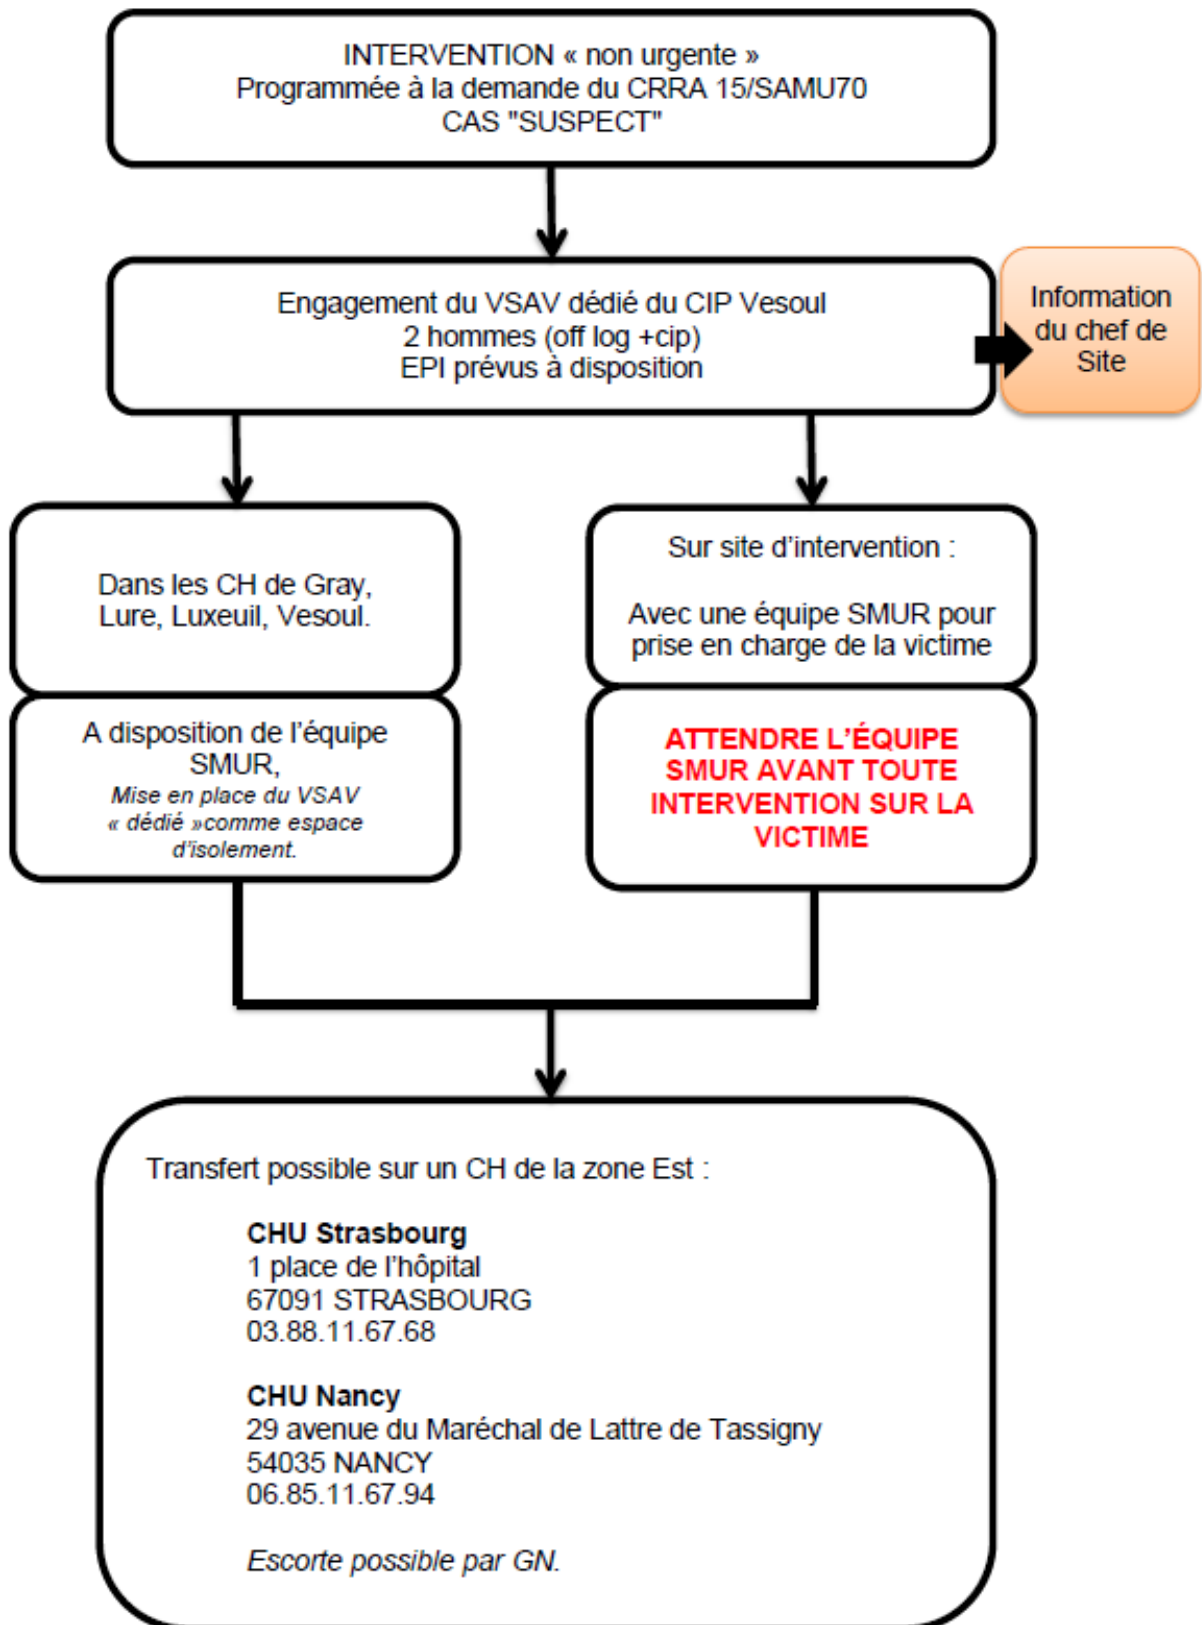 INTERVENTION « non urgente »
Programmée à la demande du CRRA 15/SAMU70
CAS "SUSPECT"
Engagement du VSAV dédié du CIP Vesoul
2 hommes (off log +cip)
EPI prévus à disposition
Information
du chef de
Site
Dans les CH de Gray,
Lure, Luxeuil, Vesoul.
A disposition de l'équipe
SMUR,
Mise en place du VSAV
« dédié »comme espace
d'isolement.
Sur site d'intervention :
Avec une équipe SMUR pour
prise en charge de la victime
ATTENDRE L'ÉQUIPE
SMUR AVANT TOUTE
INTERVENTION SUR LA
VICTIME
Transfert possible sur un CH de la zone Est :
CHU Strasbourg
1 place de l'hôpital
67091 STRASBOURG
03.88.11.67.68
CHU Nancy
29 avenue du Maréchal de Lattre de Tassigny
54035 NANCY
06.85.11.67.94
Escorte possible par GN.